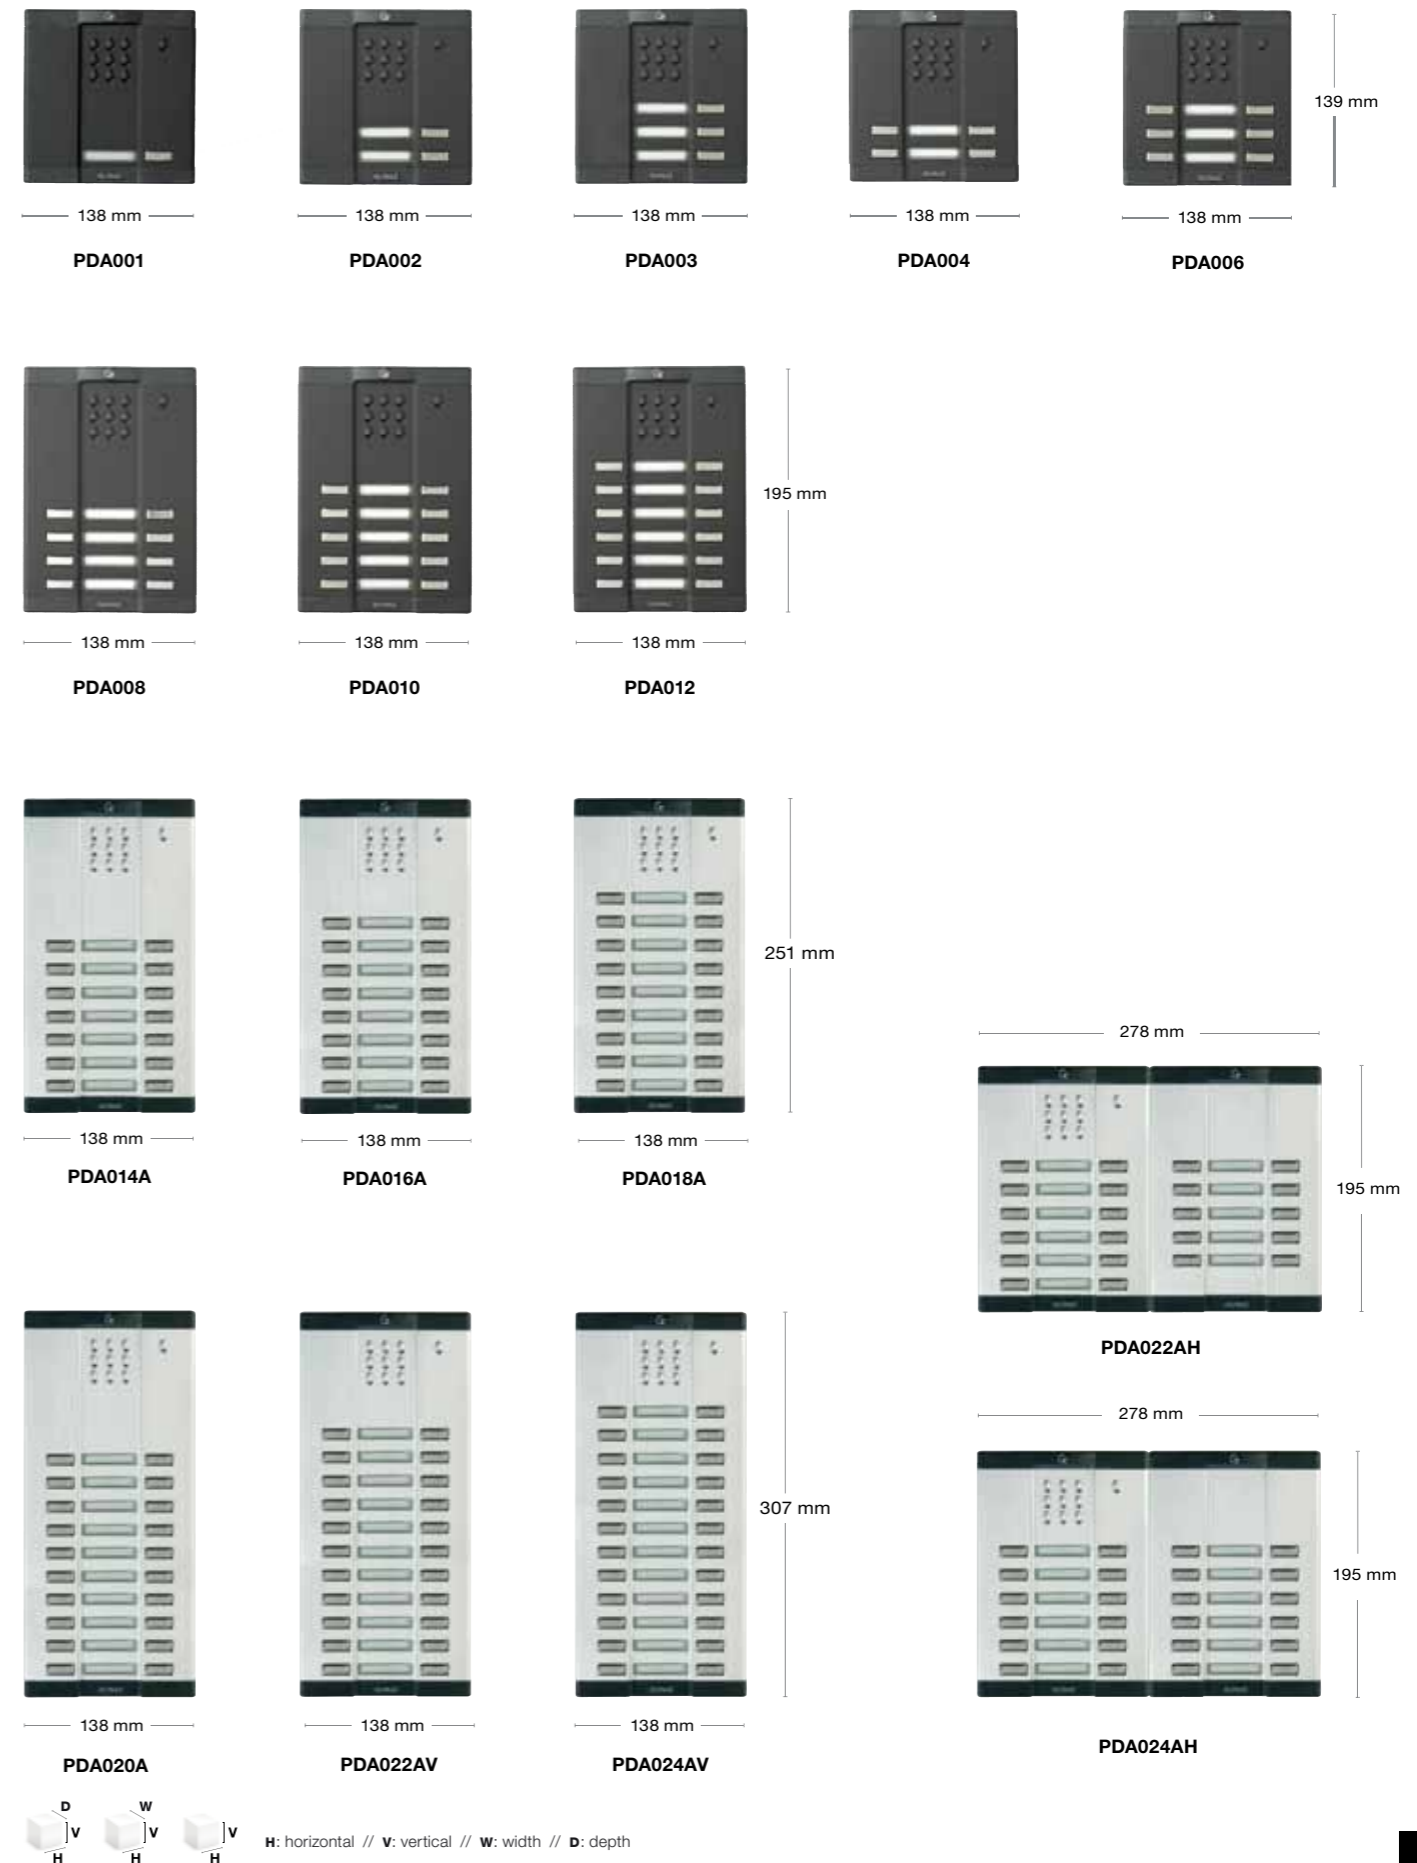 139 mm
138 mm 138 mm 138 mm 138 mm 138 mm
PDA001 PDA002 PDA003 PDA004 PDA006
195 mm
138 mm 138 mm 138 mm
PDA008 PDA010 PDA012
251 mm
138 mm 138 mm 138 mm
PDA014A PDA016A PDA018A
278 mm
195 mm
PDA022AH
278 mm
307 mm
195 mm
138 mm 138 mm 138 mm
PDA020A PDA022AV PDA024AV
PDA024AH
D W
V V V
H H H
H: horizontal // V: vertical // W: width // D: depth